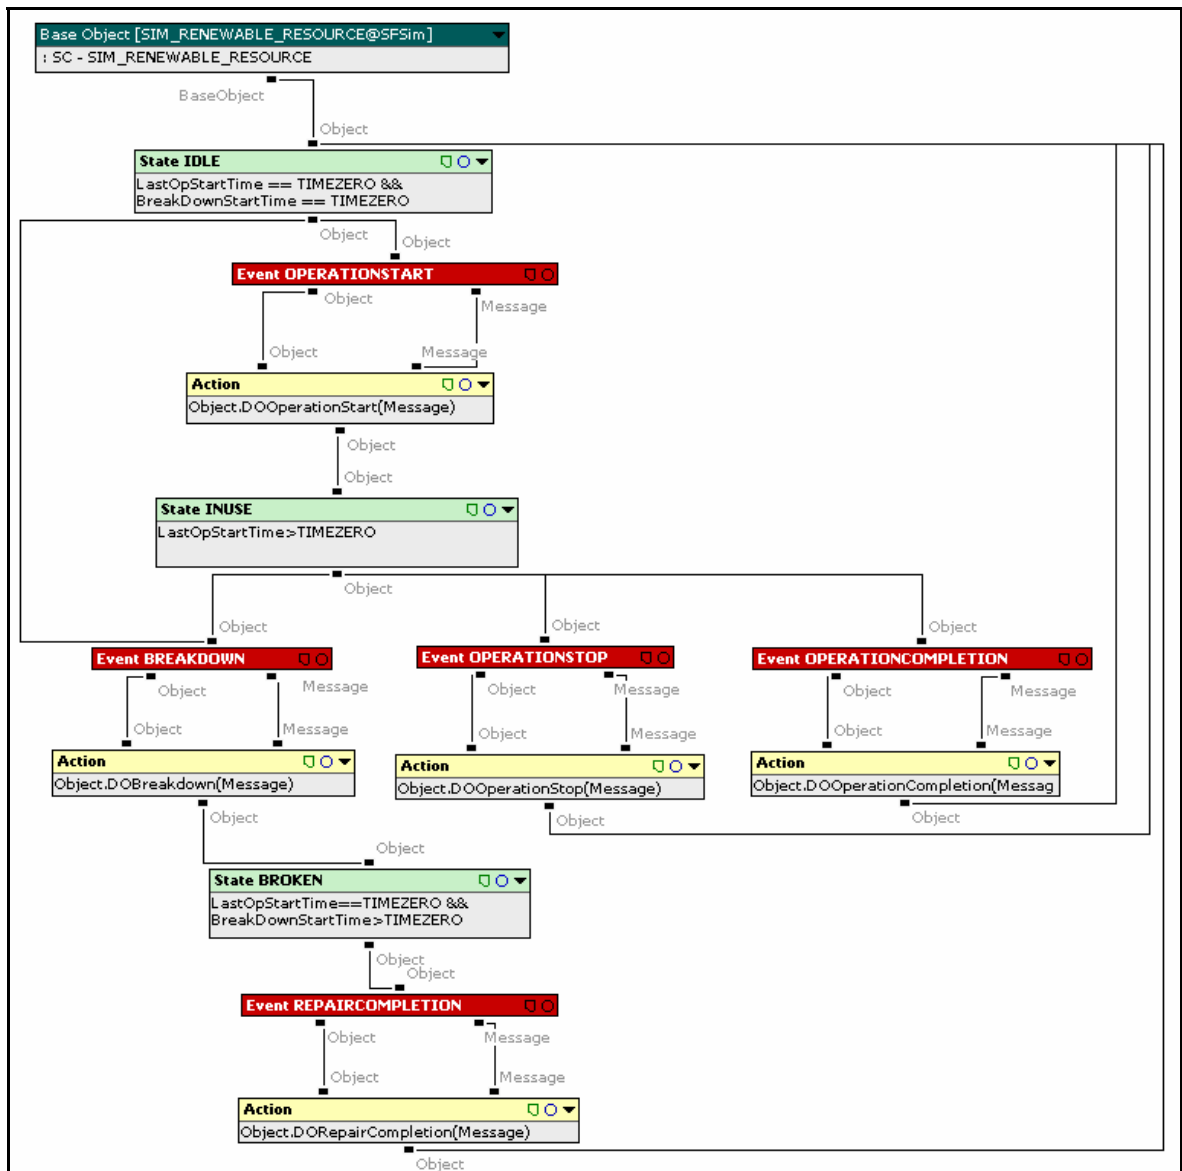 Base Object [SIM_RENEWABLE_RESOURCE@SFSim]
: SC - SIM_RENEWABLE_RESOURCE
BaseObject
Object
State IDLE
LastOpStartTime == TIMEZERO &&
BreakDownStartTime == TIMEZERO
Object
Object
Event OPERATIONSTART
Object
Message
Object
Message
Action
Object.DOOperationStart(Message)
Object
Object
State INUSE
LastOpStartTime>TIMEZERO
Object
Object
Object
Object
Event BREAKDOWN
Event OPERATIONSTOP
Event OPERATIONCOMPLETION
Object
Message
Object
Message
Object
Message
Object
Message
Object
Message
Object
Message
Action
Action
Action
Object.DOBreakdown(Message)
Object.DOOperationStop(Message)
Object.DOOperationCompletion(Messag
Object
Object
Object
Object
State BROKEN
LastOpStartTime==TIMEZERO &&
BreakDownStartTime>TIMEZERO
Object
Object
Event REPAIRCOMPLETION
Object
Message
Object
Message
Action
Object.DORepairCompletion(Message)
Object